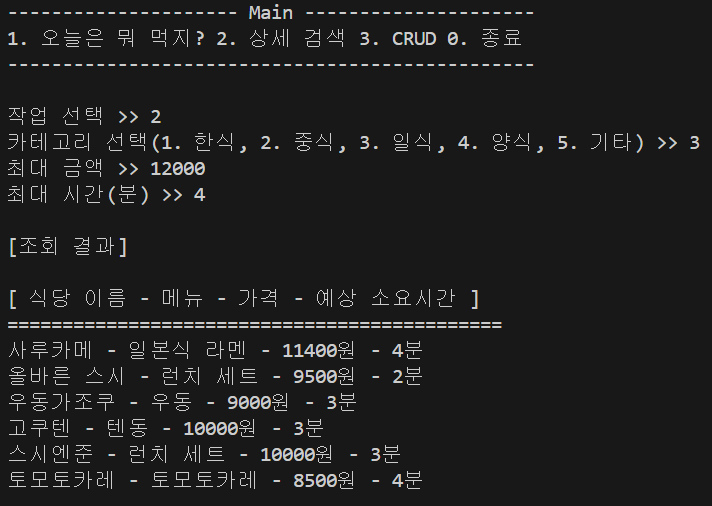 --------------------- Main ---------------------
1. 오늘은 뭐 먹지? 2. 상세 검색 3. CRUD 0. 종료
------------------------------------------------
작업 선택 >> 2
카테고리 선택(1. 한식, 2. 중식, 3. 일식, 4. 양식, 5. 기타) >> 3
최대 금액 >> 12000
최대 시간(분) >> 4
[조회 결과]
[ 식당 이름 - 메뉴 - 가격 - 예상 소요시간 ]
=============================================
사루카메 - 일본식 라멘 - 11400원 - 4분
올바른 스시 - 런치 세트 - 9500원 - 2분
우동가조쿠 - 우동 - 9000원 - 3분
고쿠텐 - 텐동 - 10000원 - 3분
스시엔준 - 런치 세트 - 10000원 - 3분
토모토카레 - 토모토카레 - 8500원 - 4분